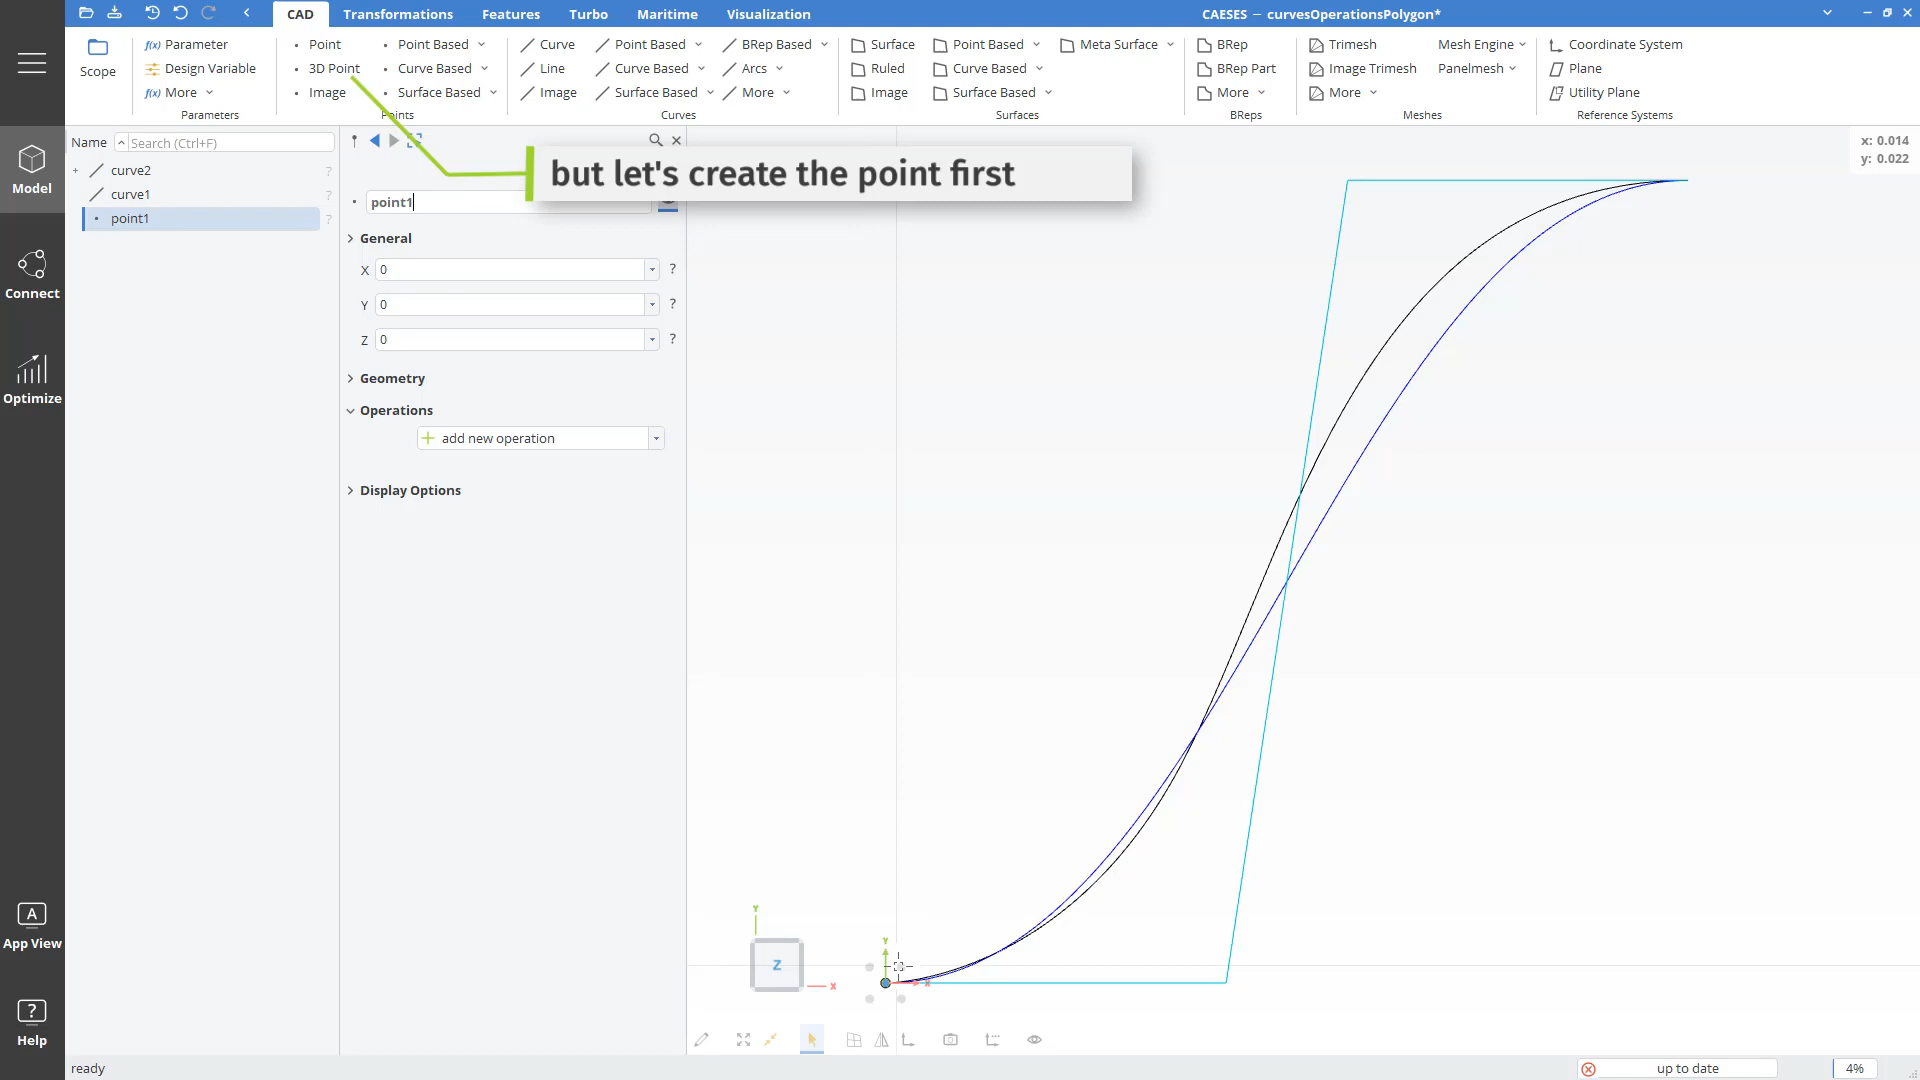 CAD
Transformations
Features
Turbo
Maritime
Visualization
CAESES — curvesOperationsPolygon*
Scope
f(x) Parameter
Design Variable
f(x) More
Parameters
Point
3D Point
Image
Point Based
Curve Based
Surface Based
Points
Curve
Line
Image
Point Based
Curve Based
Surface Based
BRep Based
Arcs
More
Curves
Surface
Ruled
Image
Point Based
Curve Based
Surface Based
Meta Surface
Surfaces
BRep
BRep Part
More
BReps
Trimesh
Image Trimesh
More
Mesh Engine
Panelmesh
Meshes
Coordinate System
Plane
Utility Plane
Reference Systems
Model
Connect
Optimize
A
App View
?
Help
Name
Search (Ctrl+F)
+ curve2 ?
curve1 ?
point1 ?
but let's create the point first
point1
General
X 0 ?
Y 0 ?
Z 0 ?
Geometry
Operations
add new operation
Display Options
x: 0.014
y: 0.022
Y
Z
X
Y
X
ready
up to date
4%